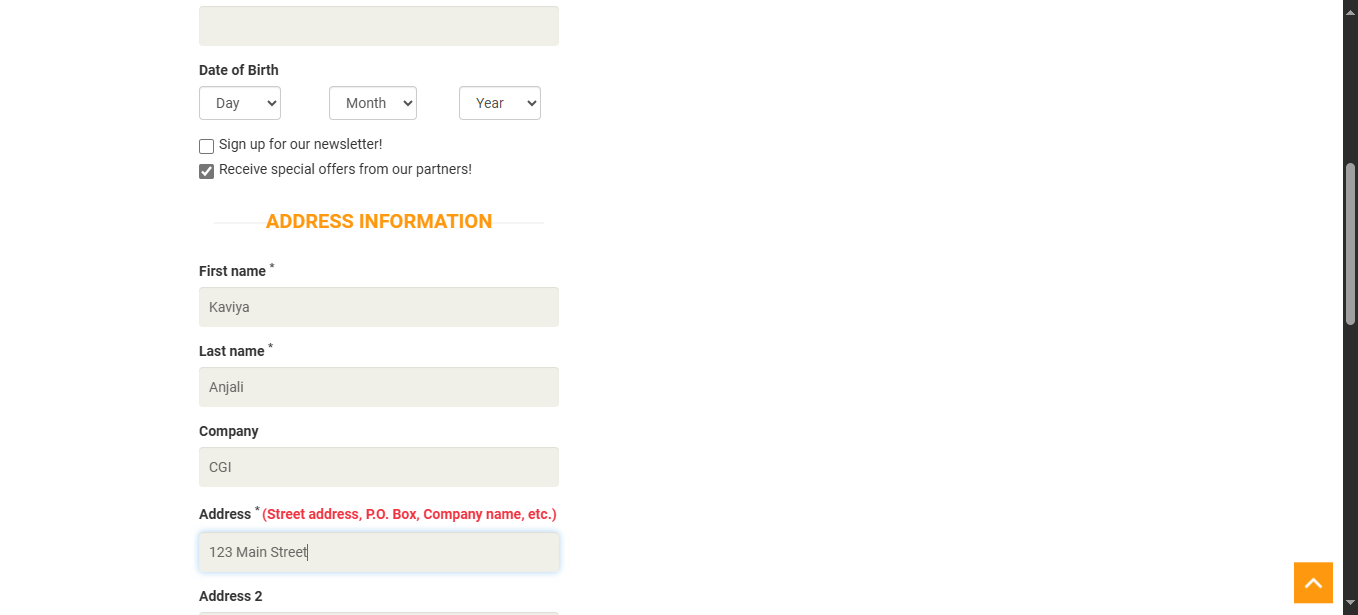 Date of Birth
Day Month Year
Sign up for our newsletter!
Receive special offers from our partners!
ADDRESS INFORMATION
First name *
Kaviya
Last name *
Anjali
Company
CGI
Address * (Street address, P.O. Box, Company name, etc.)
123 Main Street
Address 2